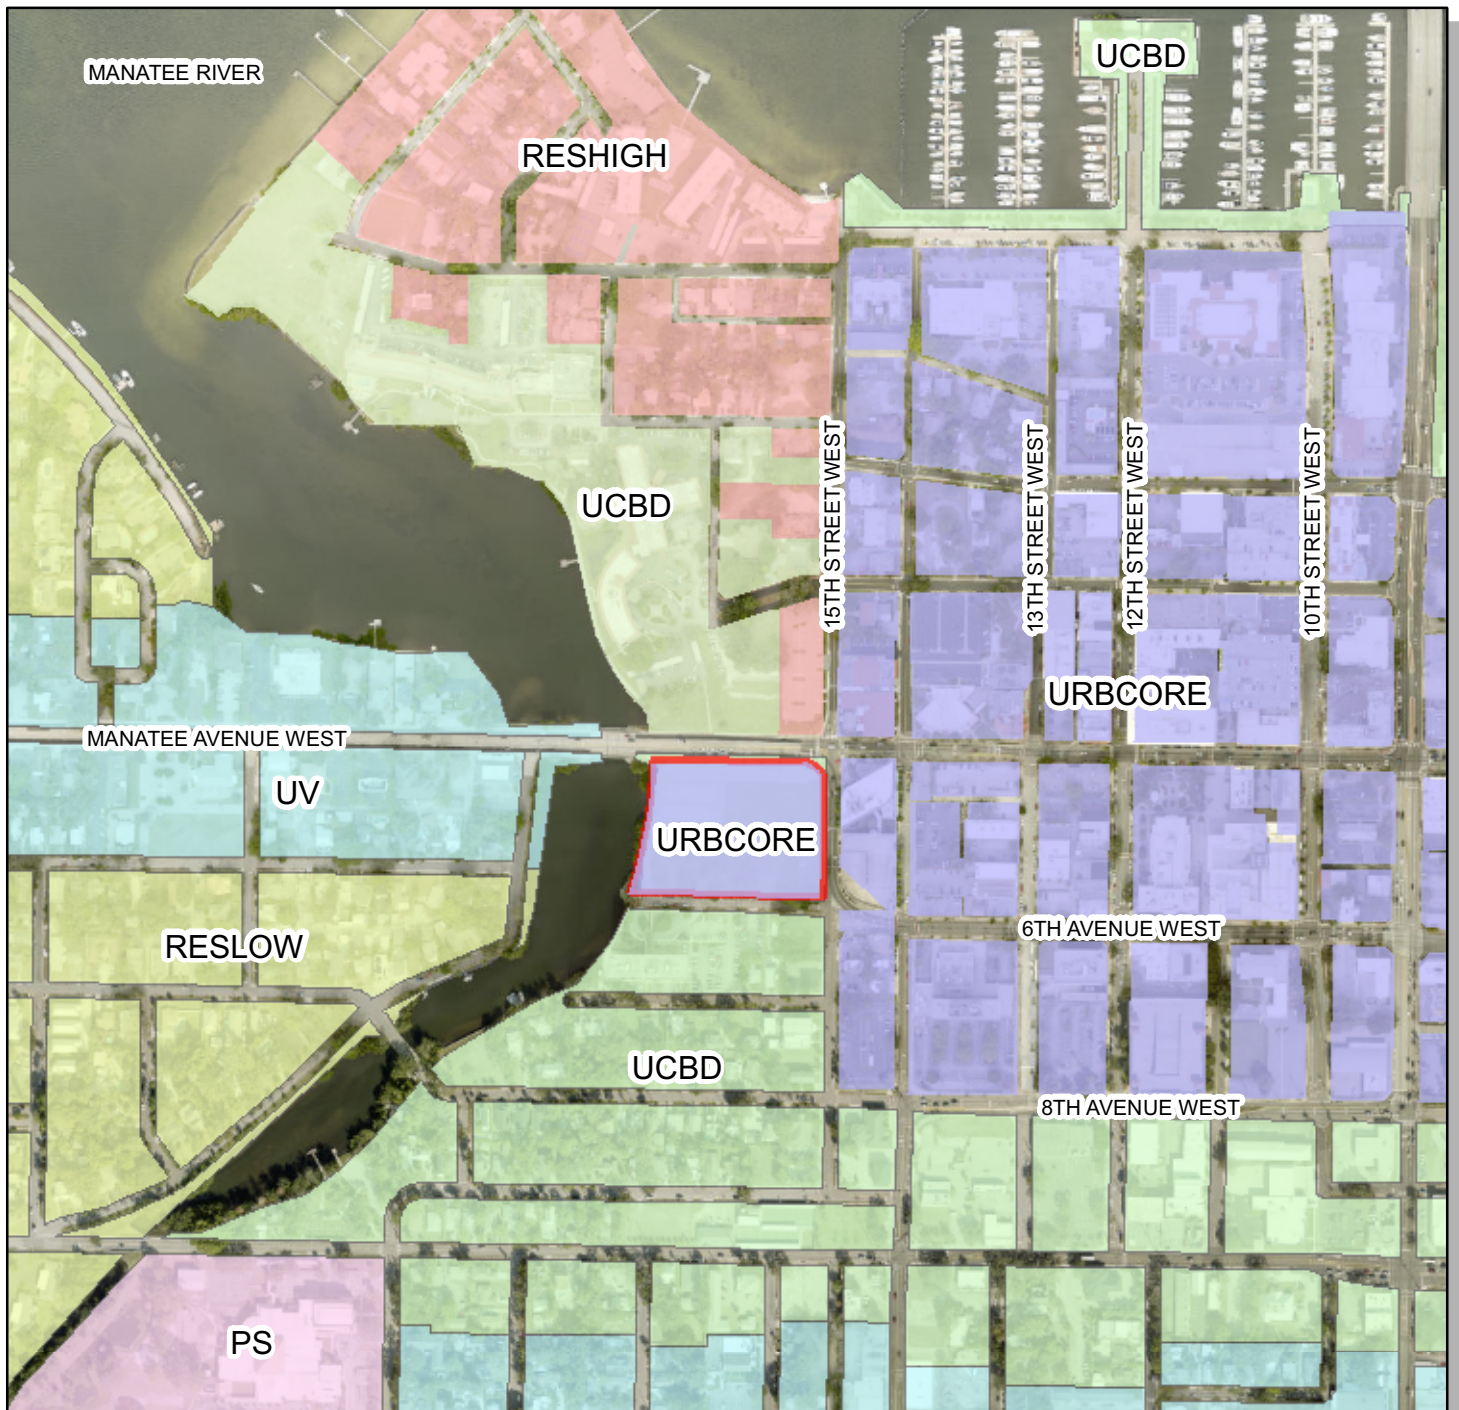 UCBD
MANATEE RIVER
RESHIGH
UCBD
15TH STREET WEST
13TH STREET WEST
12TH STREET WEST
10TH STREET WEST
URBCORE
MANATEE AVENUE WEST
UV
URBCORE
6TH AVENUE WEST
RESLOW
UCBD
8TH AVENUE WEST
PS